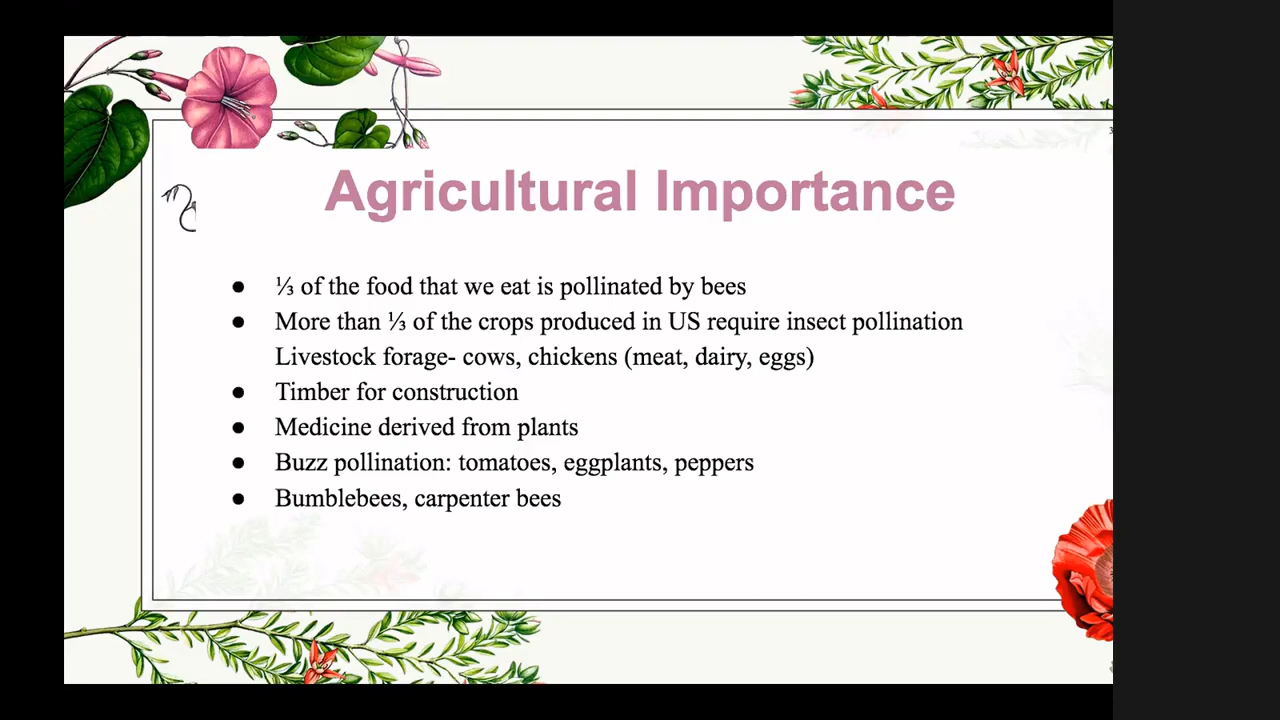 Agricultural Importance
● ⅓ of the food that we eat is pollinated by bees
● More than ⅓ of the crops produced in US require insect pollination
Livestock forage- cows, chickens (meat, dairy, eggs)
● Timber for construction
● Medicine derived from plants
● Buzz pollination: tomatoes, eggplants, peppers
● Bumblebees, carpenter bees